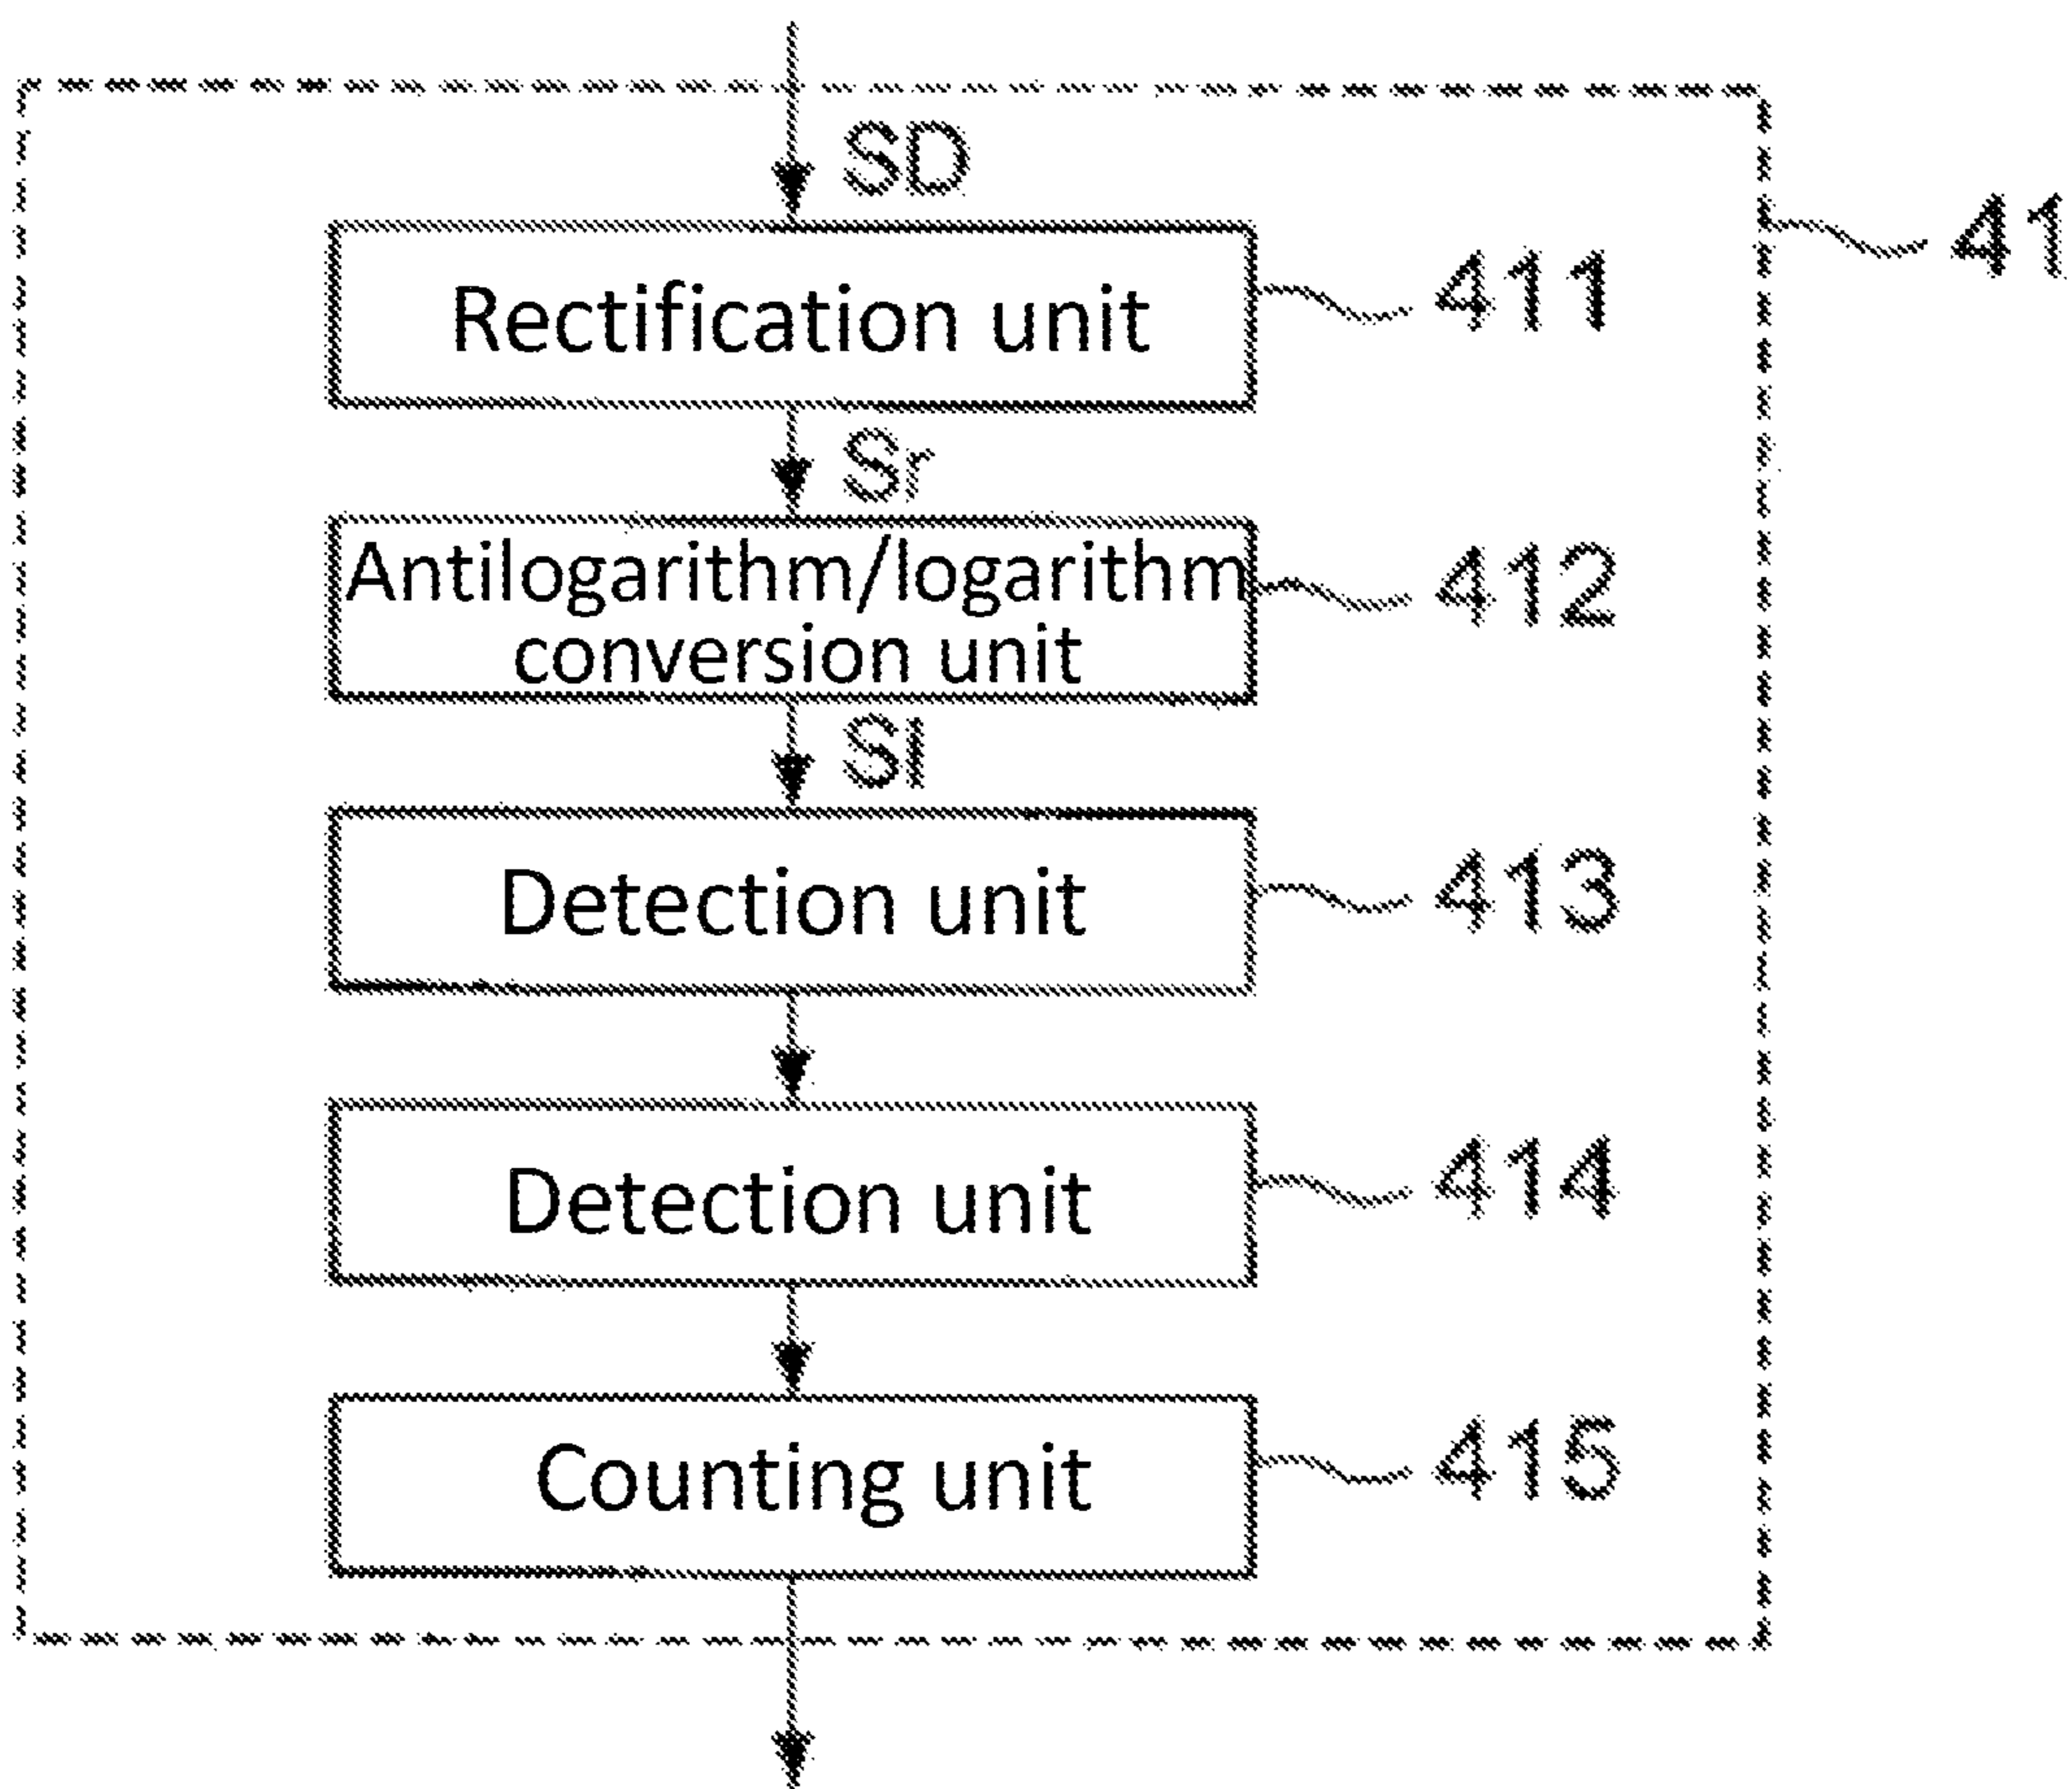 SD
41
Rectification unit
411
Sr
Antilogarithm/logarithm
conversion unit
412
Sl
Detection unit
413
Detection unit
414
Counting unit
415